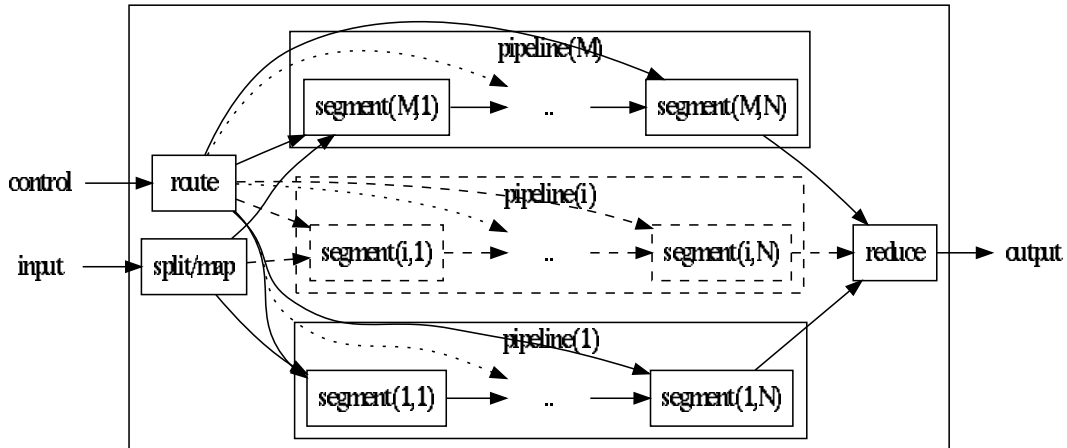 pipeline(M)
segment(M,1)
..
segment(M,N)
control
route
pipeline(i)
segment(i,1)
..
segment(i,N)
input
split/map
reduce
output
pipeline(1)
segment(1,1)
..
segment(1,N)